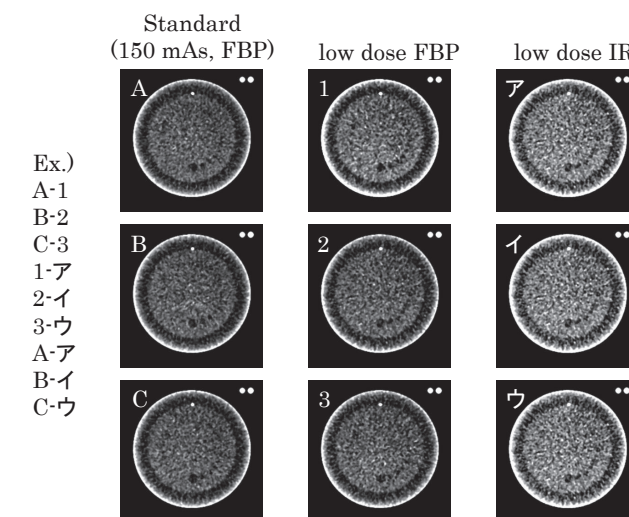 Standard
(150 mAs, FBP)
low dose FBP
low dose IR
Ex.)
A-1
B-2
C-3
1-ア
2-イ
3-ウ
A-ア
B-イ
C-ウ
A
1
ア
B
2
イ
C
3
ウ